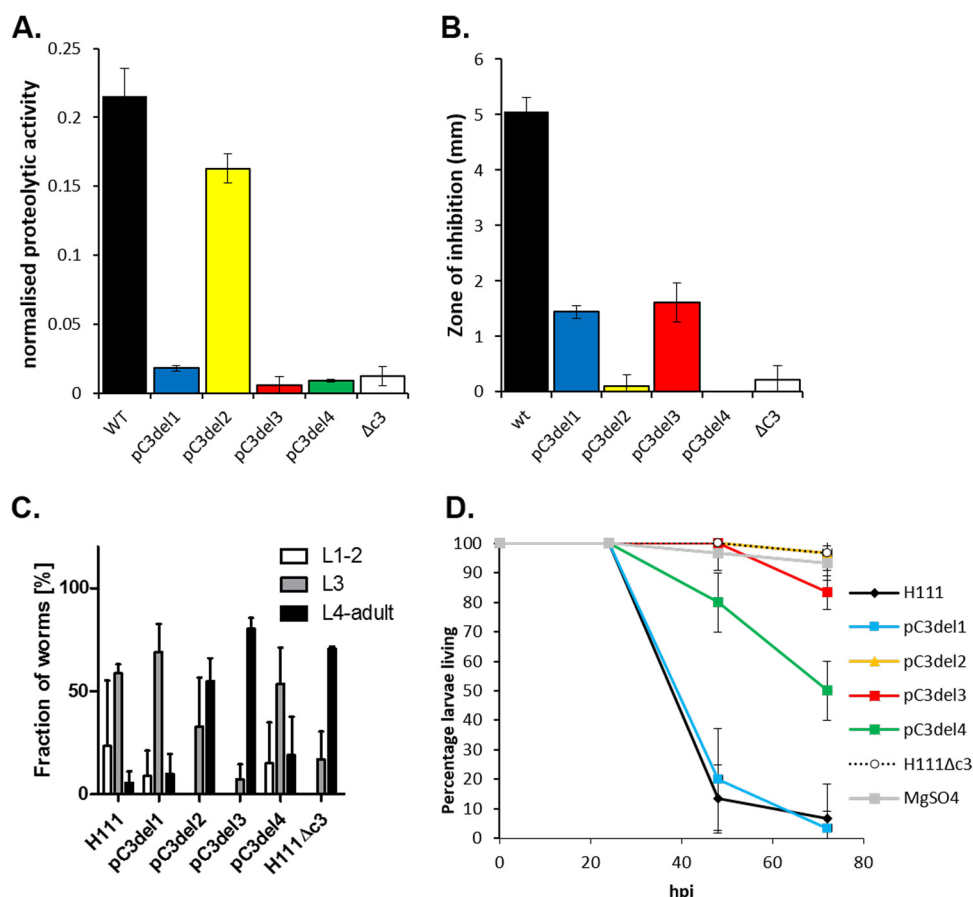 A.
normalised proteolytic activity
0.25
0.2
0.15
0.1
0.05
0
WT
pC3del1
pC3del2
pC3del3
pC3del4
Δc3
B.
Zone of inhibition (mm)
6
5
4
3
2
1
0
wt
pC3del1
pC3del2
pC3del3
pC3del4
ΔC3
C.
Fraction of worms [%]
100
50
0
L1-2
L3
L4-adult
H111
pC3del1
pC3del2
pC3del3
pC3del4
H111Δc3
D.
Percentage larvae living
100
90
80
70
60
50
40
30
20
10
0
0
20
40
60
80
hpi
H111
pC3del1
pC3del2
pC3del3
pC3del4
H111Δc3
MgSO4